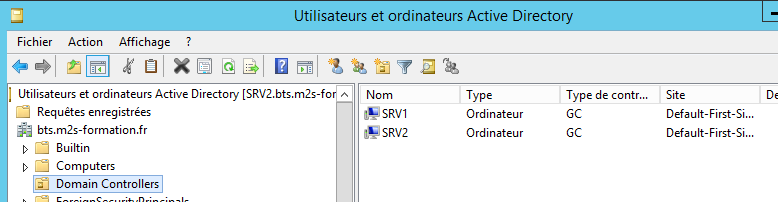 Utilisateurs et ordinateurs Active Directory
Fichier Action Affichage ?
Utilisateurs et ordinateurs Active Directory [SRV2.bts.m2s-for
Requêtes enregistrées
bts.m2s-formation.fr
Builtin
Computers
Domain Controllers
ForeignSecurityPrincipals
Nom Type Type de contr... Site De
SRV1 Ordinateur GC Default-First-Si...
SRV2 Ordinateur GC Default-First-Si...